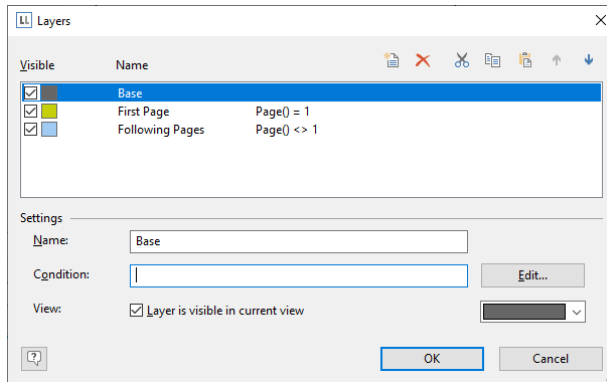 LL Layers
Visible Name
Base
First Page Page() = 1
Following Pages Page() <> 1
Settings
Name: Base
Condition: Edit...
View: Layer is visible in current view
? OK Cancel